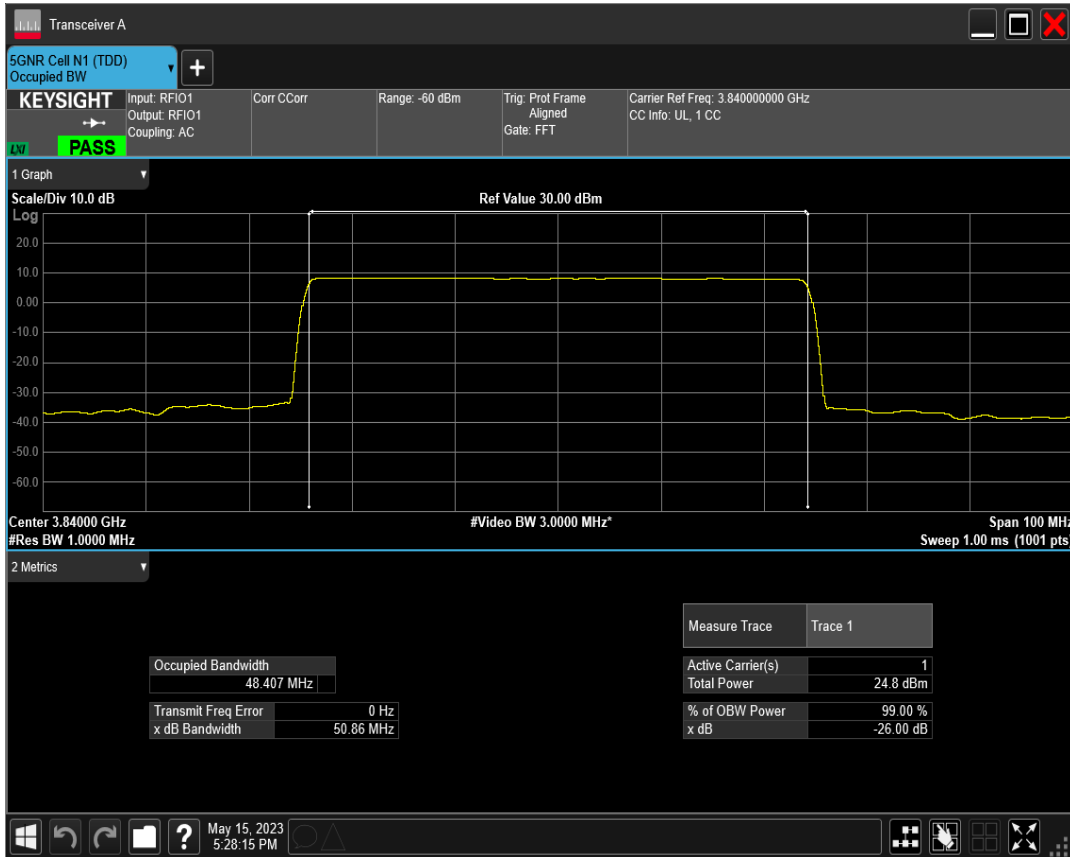 Transceiver A
5GNR Cell N1 (TDD)
Occupied BW
+
KEYSIGHT
LXI
PASS
Input: RFIO1
Output: RFIO1
Coupling: AC
Corr CCorr
Range: -60 dBm
Trig: Prot Frame
Aligned
Gate: FFT
Carrier Ref Freq: 3.840000000 GHz
CC Info: UL, 1 CC
1 Graph
Scale/Div 10.0 dB
Ref Value 30.00 dBm
Log
20.0
10.0
0.00
-10.0
-20.0
-30.0
-40.0
-50.0
-60.0
Center 3.84000 GHz
#Video BW 3.0000 MHz*
Span 100 MHz
#Res BW 1.0000 MHz
Sweep 1.00 ms (1001 pts)
2 Metrics
Measure Trace Trace 1
Occupied Bandwidth
48.407 MHz
Active Carrier(s) 1
Total Power 24.8 dBm
Transmit Freq Error 0 Hz
x dB Bandwidth 50.86 MHz
% of OBW Power 99.00 %
x dB -26.00 dB
?
May 15, 2023
5:28:15 PM